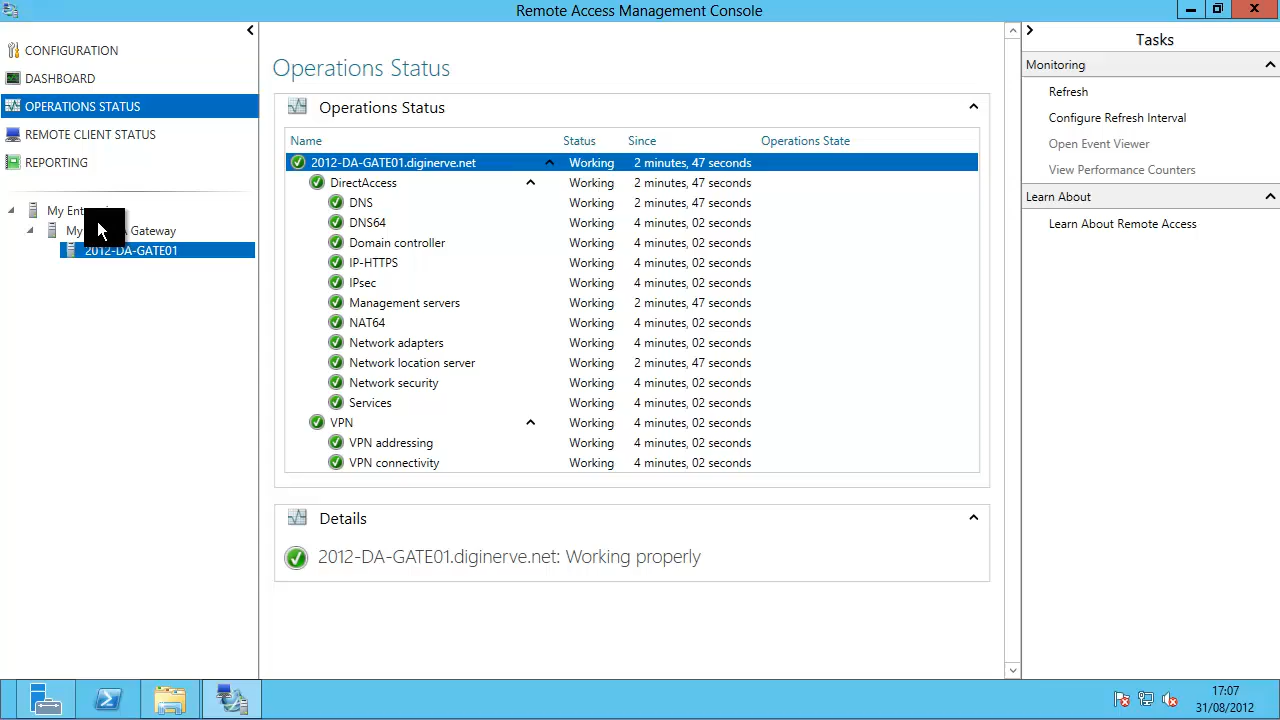 Remote Access Management Console
CONFIGURATION
DASHBOARD
OPERATIONS STATUS
REMOTE CLIENT STATUS
REPORTING
My
My Gateway
2012-DA-GATE01
Operations Status
Operations Status
Name Status Since Operations State
2012-DA-GATE01.diginerve.net Working 2 minutes, 47 seconds
DirectAccess Working 2 minutes, 47 seconds
DNS Working 2 minutes, 47 seconds
DNS64 Working 4 minutes, 02 seconds
Domain controller Working 4 minutes, 02 seconds
IP-HTTPS Working 4 minutes, 02 seconds
IPsec Working 4 minutes, 02 seconds
Management servers Working 2 minutes, 47 seconds
NAT64 Working 4 minutes, 02 seconds
Network adapters Working 4 minutes, 02 seconds
Network location server Working 2 minutes, 47 seconds
Network security Working 4 minutes, 02 seconds
Services Working 4 minutes, 02 seconds
VPN Working 4 minutes, 02 seconds
VPN addressing Working 4 minutes, 02 seconds
VPN connectivity Working 4 minutes, 02 seconds
Details
2012-DA-GATE01.diginerve.net: Working properly
Tasks
Monitoring
Refresh
Configure Refresh Interval
Open Event Viewer
View Performance Counters
Learn About
Learn About Remote Access
17:07
31/08/2012